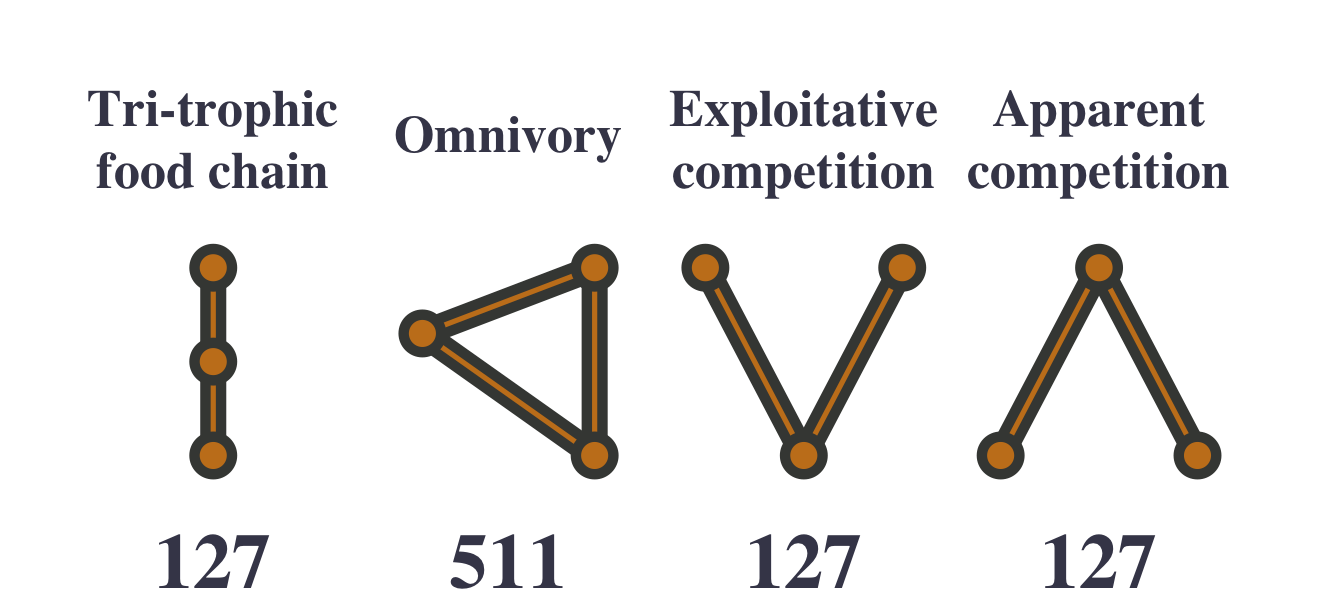 Tri-trophic
food chain
Omnivory
Exploitative
competition
Apparent
competition
127
511
127
127